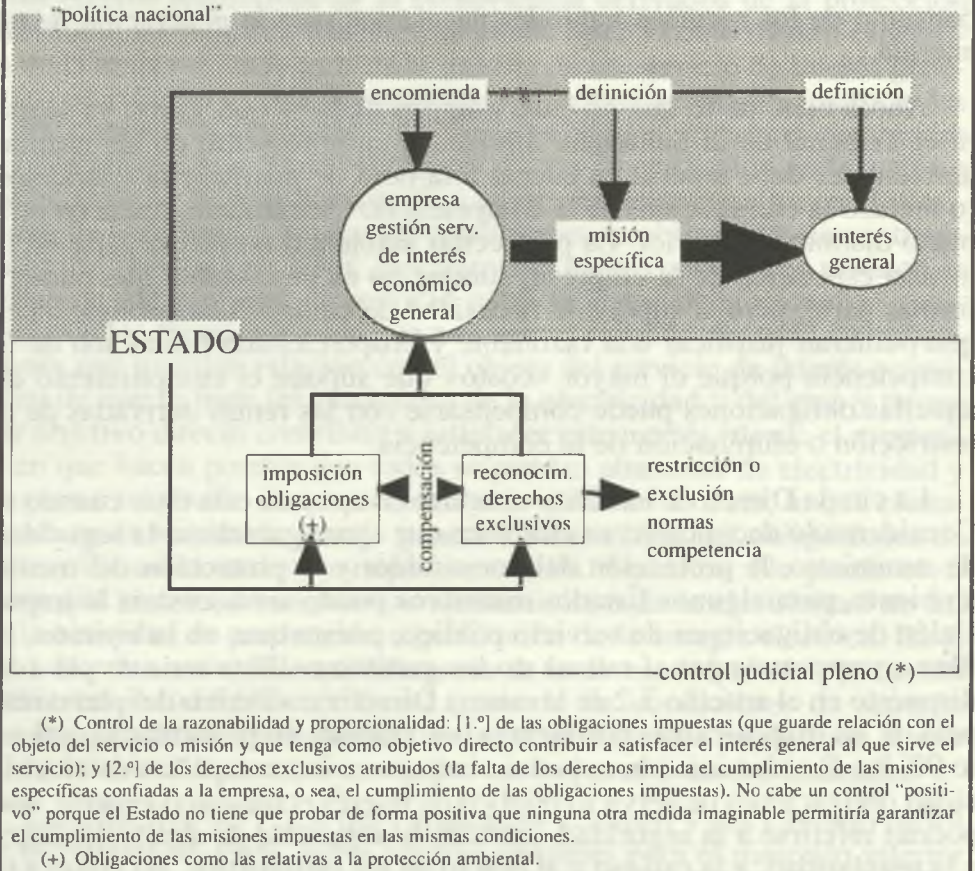 “política nacional”
encomienda
definición
definición
empresa
gestión serv.
de interés
económico
general
misión
específica
interés
general
ESTADO
imposición
obligaciones
(+)
compensación
reconocim.
derechos
exclusivos
restricción o
exclusión
normas
competencia
control judicial pleno (*)
(*) Control de la razonabilidad y proporcionalidad: [1.º] de las obligaciones impuestas (que guarde relación con el
objeto del servicio o misión y que tenga como objetivo directo contribuir a satisfacer el interés general al que sirve el
servicio); y [2.º] de los derechos exclusivos atribuidos (la falta de los derechos impida el cumplimiento de las misiones
específicas confiadas a la empresa, o sea, el cumplimiento de las obligaciones impuestas). No cabe un control “positi-
vo” porque el Estado no tiene que probar de forma positiva que ninguna otra medida imaginable permitiría garantizar
el cumplimiento de las misiones impuestas en las mismas condiciones.
(+) Obligaciones como las relativas a la protección ambiental.